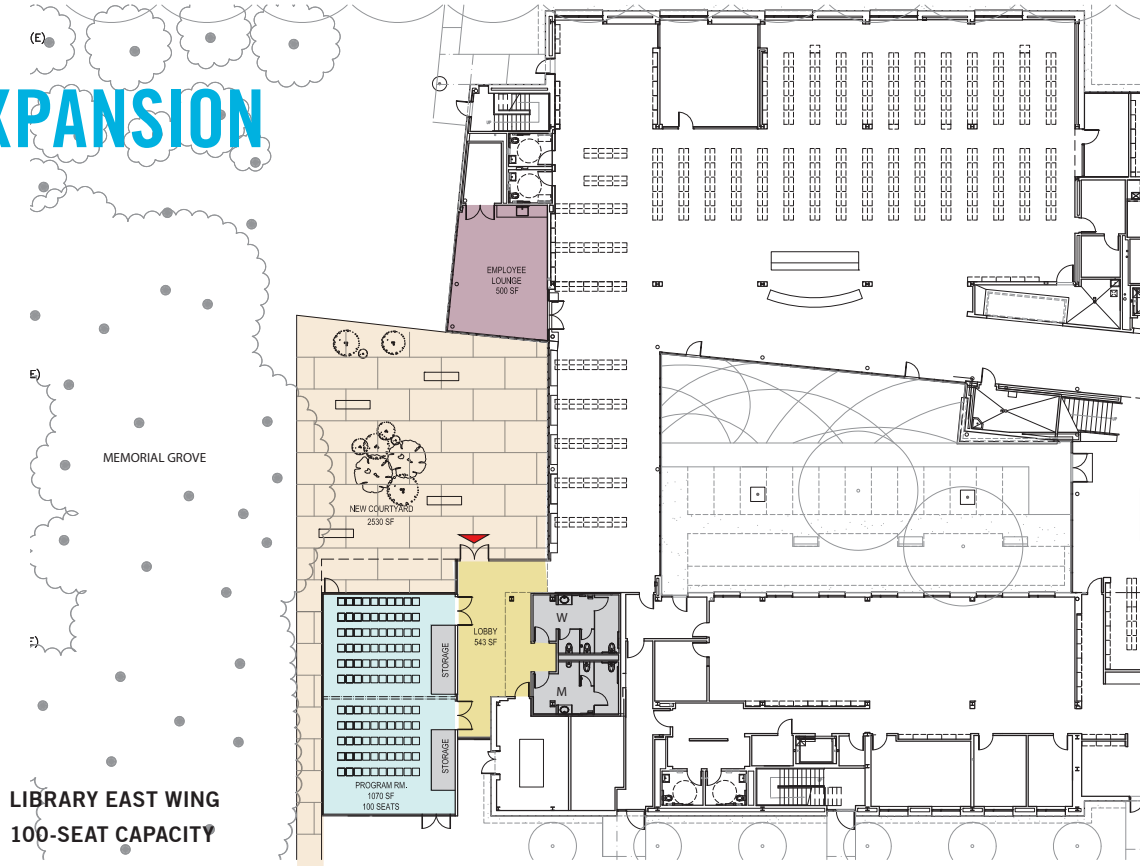 (E)
XPANSION
EMPLOYEE
LOUNGE
500 SF
E)
MEMORIAL GROVE
NEW COURTYARD
2530 SF
W
LOBBY
543 SF
STORAGE
E)
M
STORAGE
PROGRAM RM.
1070 SF
100 SEATS
LIBRARY EAST WING
100-SEAT CAPACITY